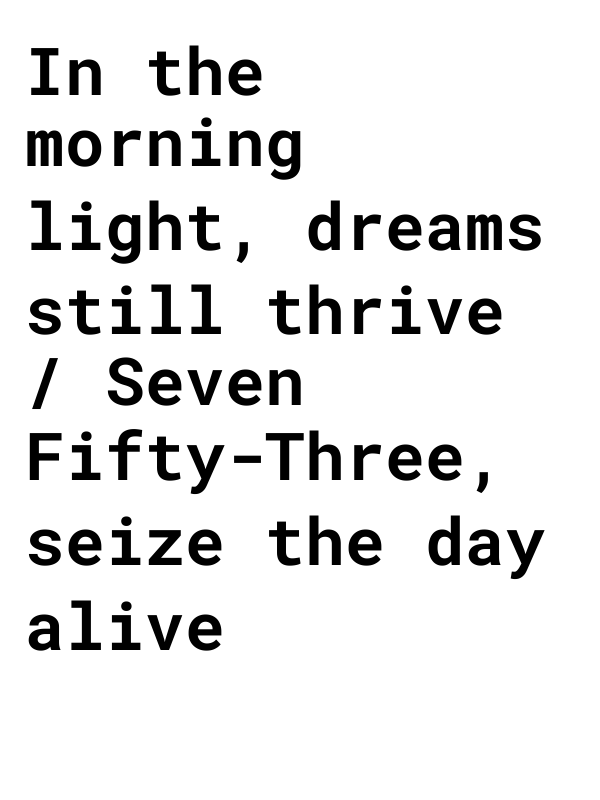 In the
morning
light, dreams
still thrive
/ Seven
Fifty-Three,
seize the day
alive